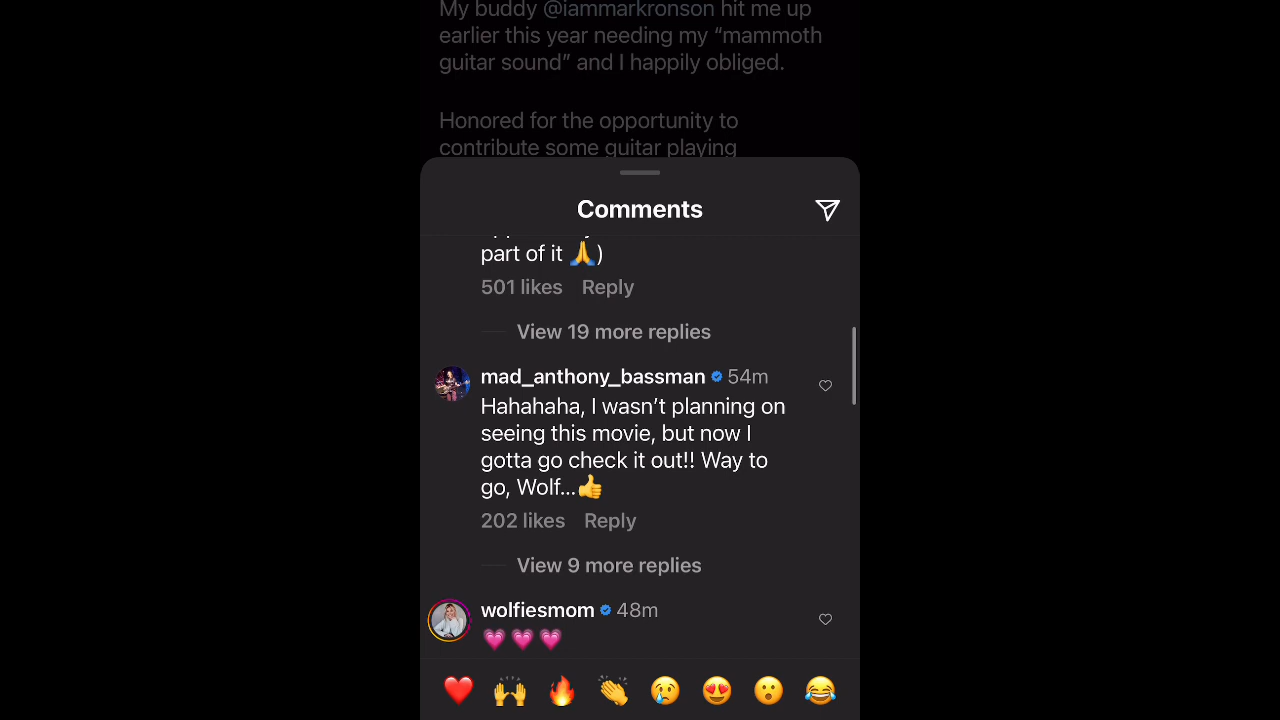 My buddy @iammarkronson hit me up
earlier this year needing my “mammoth
guitar sound” and I happily obliged.
Honored for the opportunity to
contribute some guitar playing
Comments
part of it 🙏)
501 likes Reply
View 19 more replies
mad_anthony_bassman 54m
Hahahaha, I wasn’t planning on
seeing this movie, but now I
gotta go check it out!! Way to
go, Wolf...👍
202 likes Reply
View 9 more replies
wolfiesmom 48m
💗💗💗
❤️🙌🔥👏😢😍😮😂